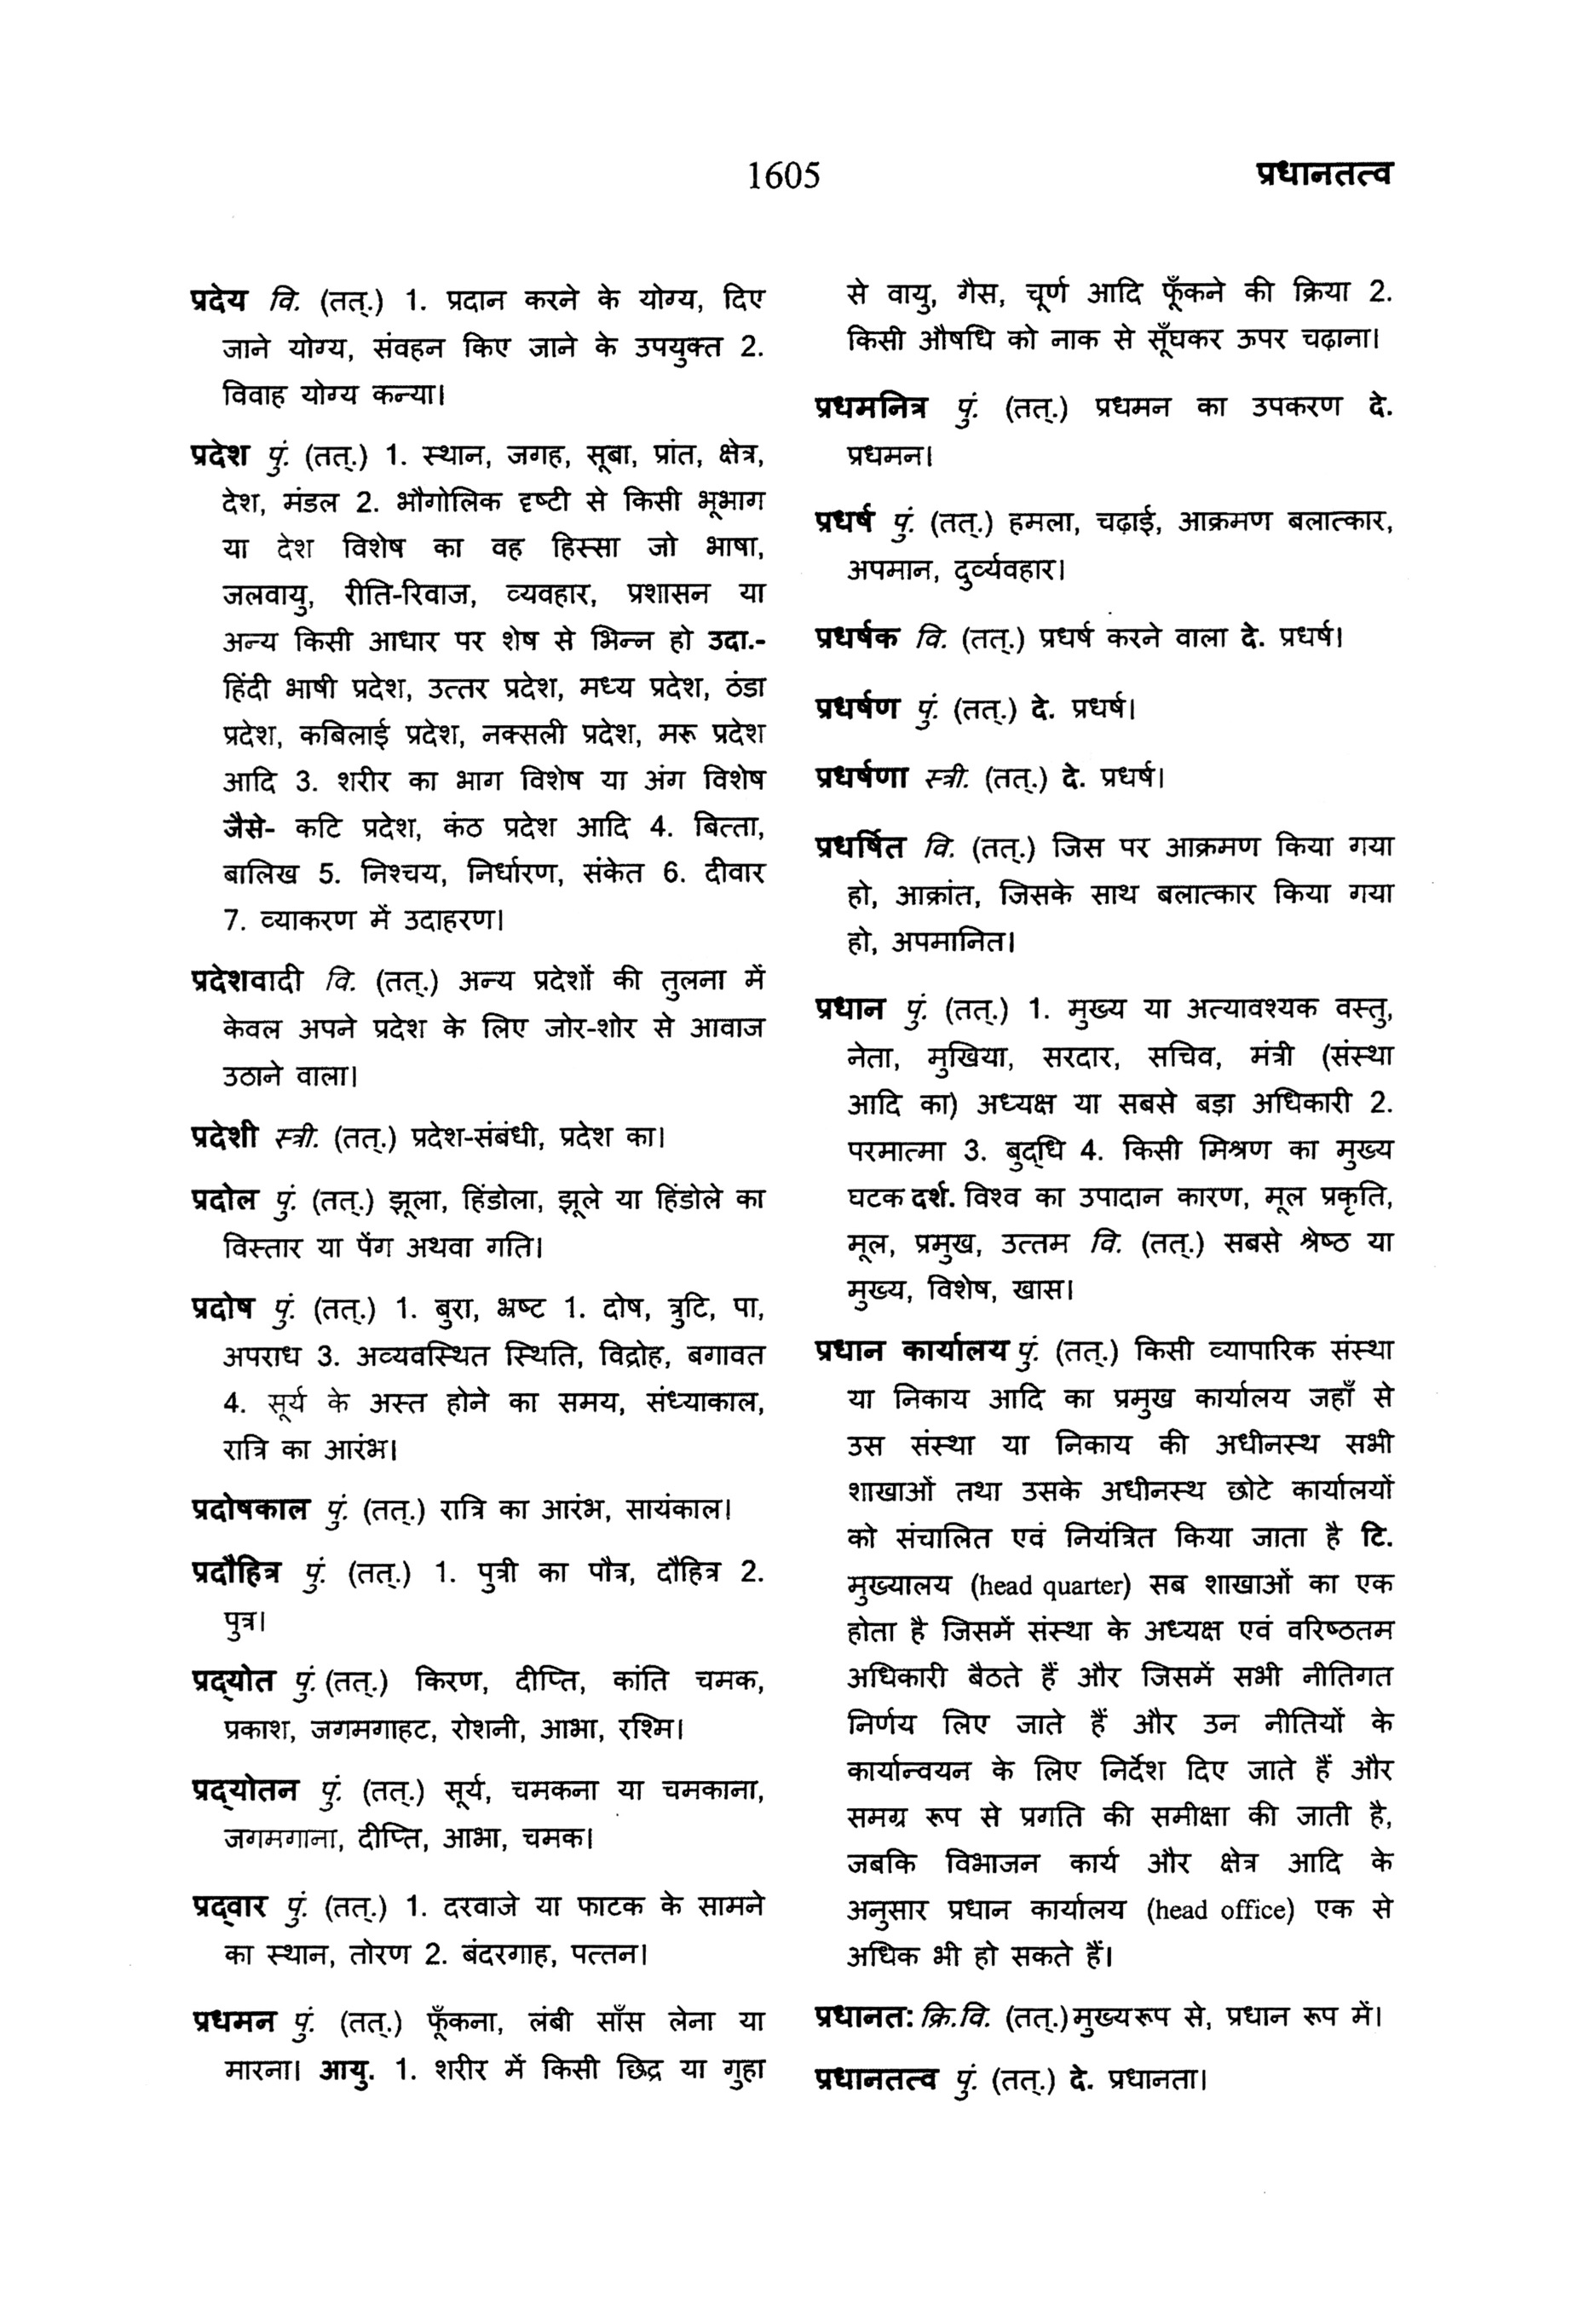 1605
प्रधानतत्व
प्रदेय वि. (तत्.) 1. प्रदान करने के योग्य, दिए
जाने योग्य, संवहन किए जाने के उपयुक्त 2.
विवाह योग्य कन्या।
प्रदेश पुं. (तत्.) 1. स्थान, जगह, सूबा, प्रांत, क्षेत्र,
देश, मंडल 2. भौगोलिक दृष्टी से किसी भूभाग
या देश विशेष का वह हिस्सा जो भाषा,
जलवायु, रीति-रिवाज, व्यवहार, प्रशासन या
अन्य किसी आधार पर शेष से भिन्न हो उदा.-
हिंदी भाषी प्रदेश, उत्तर प्रदेश, मध्य प्रदेश, ठंडा
प्रदेश, कबिलाई प्रदेश, नक्सली प्रदेश, मरू प्रदेश
आदि 3. शरीर का भाग विशेष या अंग विशेष
जैसे- कटि प्रदेश, कंठ प्रदेश आदि 4. बित्ता,
बालिख 5. निश्चय, निर्धारण, संकेत 6. दीवार
7. व्याकरण में उदाहरण।
प्रदेशवादी वि. (तत्.) अन्य प्रदेशों की तुलना में
केवल अपने प्रदेश के लिए जोर-शोर से आवाज
उठाने वाला।
प्रदेशी स्त्री. (तत्.) प्रदेश-संबंधी, प्रदेश का।
प्रदोल पुं. (तत्.) झूला, हिंडोला, झूले या हिंडोले का
विस्तार या पेंग अथवा गति।
प्रदोष पुं. (तत्.) 1. बुरा, भ्रष्ट 1. दोष, त्रुटि, पा,
अपराध 3. अव्यवस्थित स्थिति, विद्रोह, बगावत
4. सूर्य के अस्त होने का समय, संध्याकाल,
रात्रि का आरंभ।
प्रदोषकाल पुं. (तत्.) रात्रि का आरंभ, सायंकाल।
प्रदौहित्र पुं. (तत्.) 1. पुत्री का पौत्र, दौहित्र 2.
पुत्र।
प्रद्‌योत पुं. (तत्.) किरण, दीप्ति, कांति चमक,
प्रकाश, जगमगाहट, रोशनी, आभा, रश्मि।
प्रद्‌योतन पुं. (तत्.) सूर्य, चमकना या चमकाना,
जगमगाना, दीप्ति, आभा, चमक।
प्रद्‌वार पुं. (तत्.) 1. दरवाजे या फाटक के सामने
का स्थान, तोरण 2. बंदरगाह, पत्तन।
प्रधमन पुं. (तत्.) फूँकना, लंबी साँस लेना या
मारना। आयु. 1. शरीर में किसी छिद्र या गुहा
से वायु, गैस, चूर्ण आदि फूँकने की क्रिया 2.
किसी औषधि को नाक से सूँघकर ऊपर चढ़ाना।
प्रधमनित्र पुं. (तत्.) प्रधमन का उपकरण दे.
प्रधमन।
प्रधर्ष पुं. (तत्.) हमला, चढ़ाई, आक्रमण बलात्कार,
अपमान, दुर्व्यवहार।
प्रधर्षक वि. (तत्.) प्रधर्ष करने वाला दे. प्रधर्ष।
प्रधर्षण पुं. (तत्.) दे. प्रधर्ष।
प्रधर्षणा स्त्री. (तत्.) दे. प्रधर्ष।
प्रधर्षित वि. (तत्.) जिस पर आक्रमण किया गया
हो, आक्रांत, जिसके साथ बलात्कार किया गया
हो, अपमानित।
प्रधान पुं. (तत्.) 1. मुख्य या अत्यावश्यक वस्तु,
नेता, मुखिया, सरदार, सचिव, मंत्री (संस्था
आदि का) अध्यक्ष या सबसे बड़ा अधिकारी 2.
परमात्मा 3. बुद्‌धि 4. किसी मिश्रण का मुख्य
घटक दर्श. विश्व का उपादान कारण, मूल प्रकृति,
मूल, प्रमुख, उत्तम वि. (तत्.) सबसे श्रेष्ठ या
मुख्य, विशेष, खास।
प्रधान कार्यालय पुं. (तत्.) किसी व्यापारिक संस्था
या निकाय आदि का प्रमुख कार्यालय जहाँ से
उस संस्था या निकाय की अधीनस्थ सभी
शाखाओं तथा उसके अधीनस्थ छोटे कार्यालयों
को संचालित एवं नियंत्रित किया जाता है टि.
मुख्यालय (head quarter) सब शाखाओं का एक
होता है जिसमें संस्था के अध्यक्ष एवं वरिष्ठतम
अधिकारी बैठते हैं और जिसमें सभी नीतिगत
निर्णय लिए जाते हैं और उन नीतियों के
कार्यान्वयन के लिए निर्देश दिए जाते हैं और
समग्र रूप से प्रगति की समीक्षा की जाती है,
जबकि विभाजन कार्य और क्षेत्र आदि के
अनुसार प्रधान कार्यालय (head office) एक से
अधिक भी हो सकते हैं।
प्रधानत: क्रि.वि. (तत्.) मुख्यरूप से, प्रधान रूप में।
प्रधानतत्व पुं. (तत्.) दे. प्रधानता।